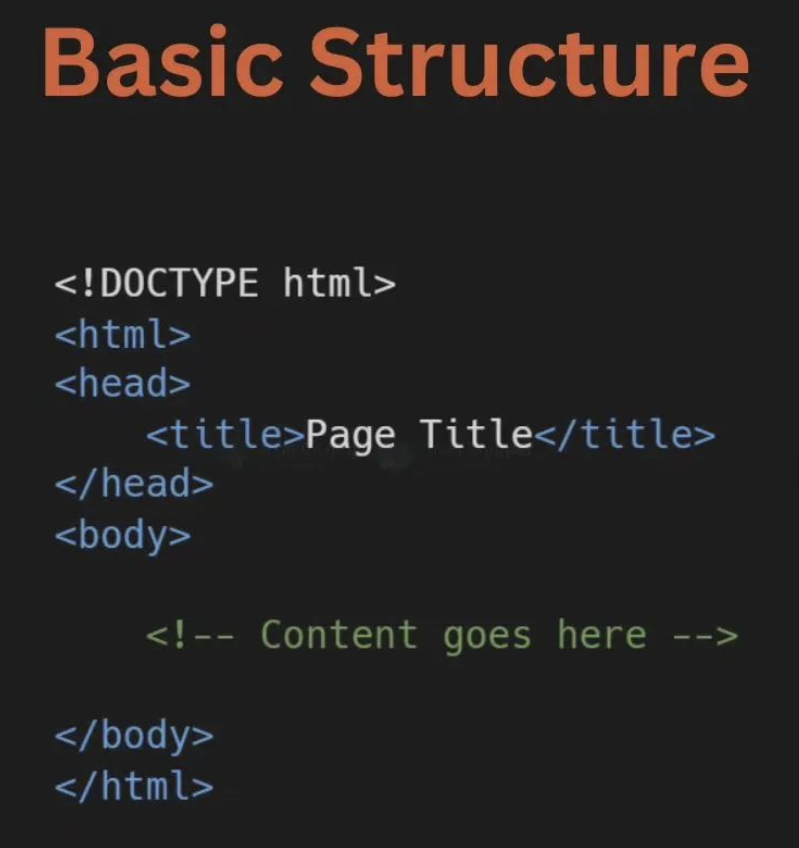 Basic Structure
<!DOCTYPE html>
<html>
<head>
    <title>Page Title</title>
</head>
<body>
    <!-- Content goes here -->
</body>
</html>